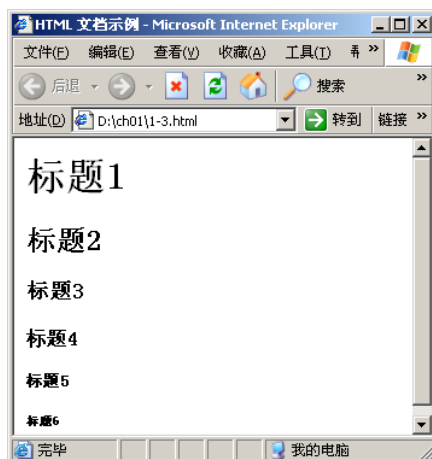 HTML 文档示例 - Microsoft Internet Explorer
文件(F) 编辑(E) 查看(V) 收藏(A) 工具(T) »
后退 搜索 »
地址(D) D:\ch01\1-3.html 转到 链接 »
标题1
标题2
标题3
标题4
标题5
标题6
完毕 我的电脑